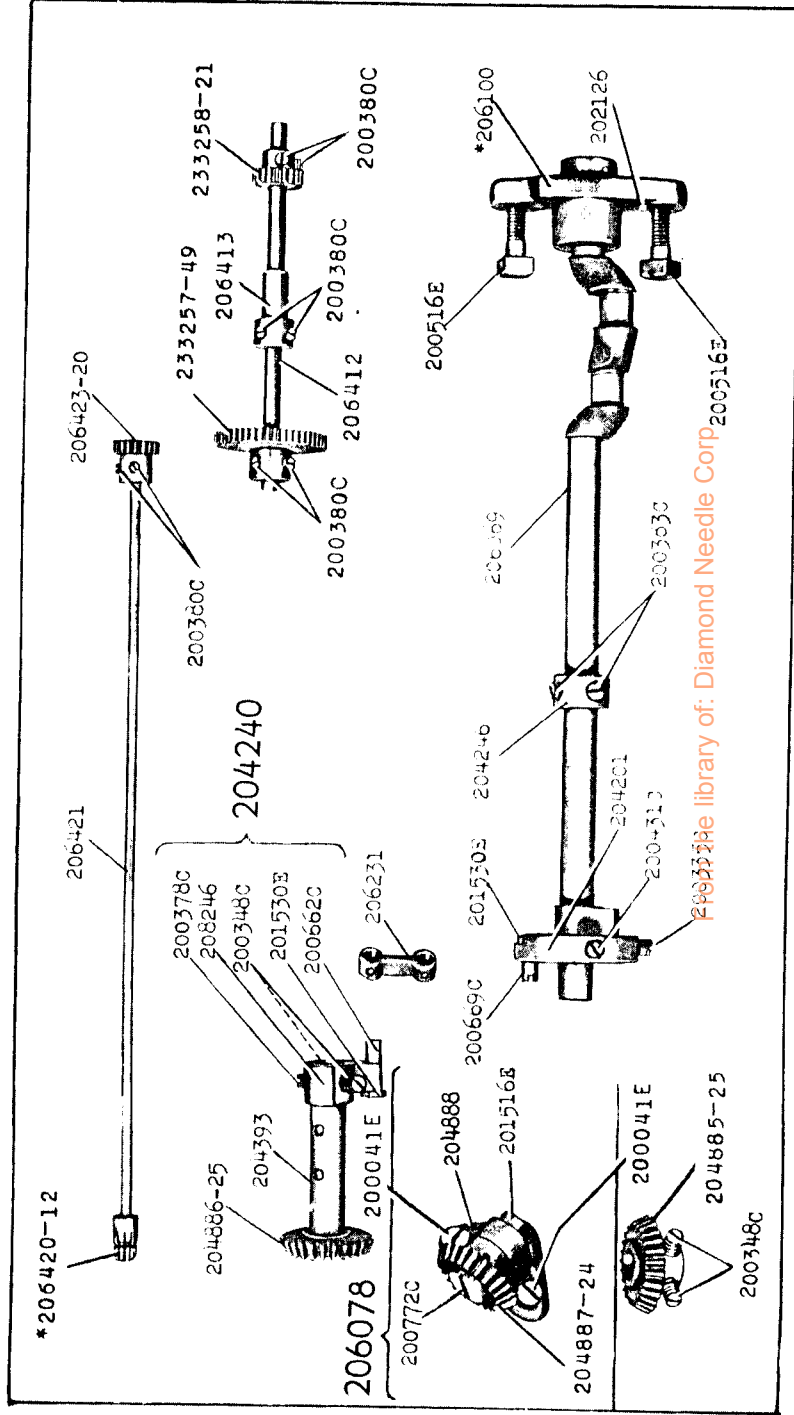 *206420-12
206421
206423-20
200380C
233257-49
206413
233258-21
200380C
206412
200380C
200380C
204240
200378C
208246
200348C
201530E
200662C
204393
204886-25
206231
206078
200041E
204888
201516E
200772C
204887-24
200041E
204885-25
200348C
*206100
202126
200516E
200516E
204246
204201
201530E
200669C
From the library of: Diamond Needle Corp